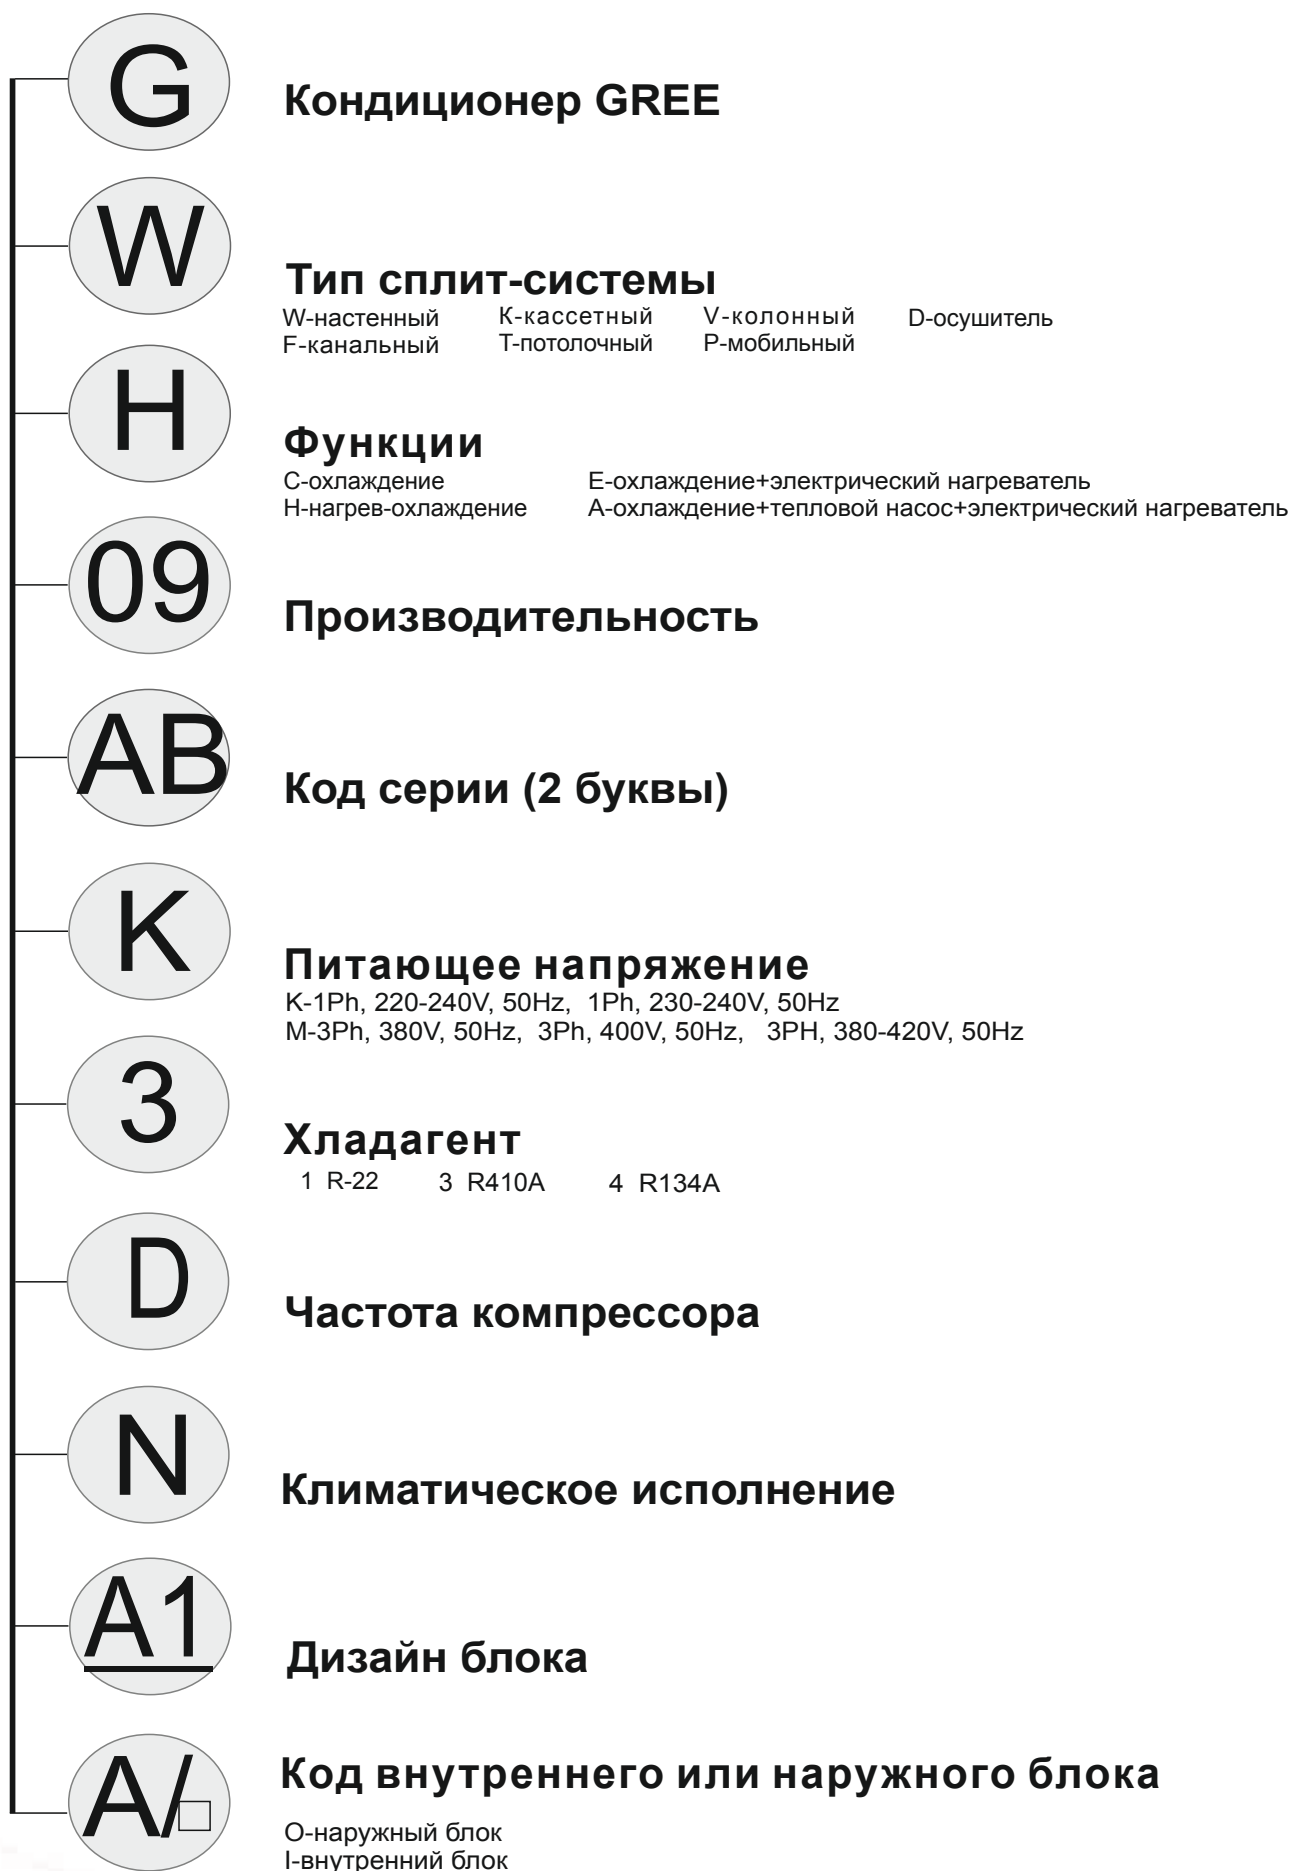 G
Кондиционер GREE
W
Тип сплит-системы
W-настенный К-кассетный V-колонный D-осушитель
F-канальный Т-потолочный Р-мобильный
H
Функции
С-охлаждение Е-охлаждение+электрический нагреватель
Н-нагрев-охлаждение А-охлаждение+тепловой насос+электрический нагреватель
09
Производительность
AB
Код серии (2 буквы)
K
Питающее напряжение
K-1Ph, 220-240V, 50Hz, 1Ph, 230-240V, 50Hz
M-3Ph, 380V, 50Hz, 3Ph, 400V, 50Hz, 3PH, 380-420V, 50Hz
3
Хладагент
1 R-22 3 R410A 4 R134A
D
Частота компрессора
N
Климатическое исполнение
A1
Дизайн блока
A/□
Код внутреннего или наружного блока
О-наружный блок
I-внутренний блок